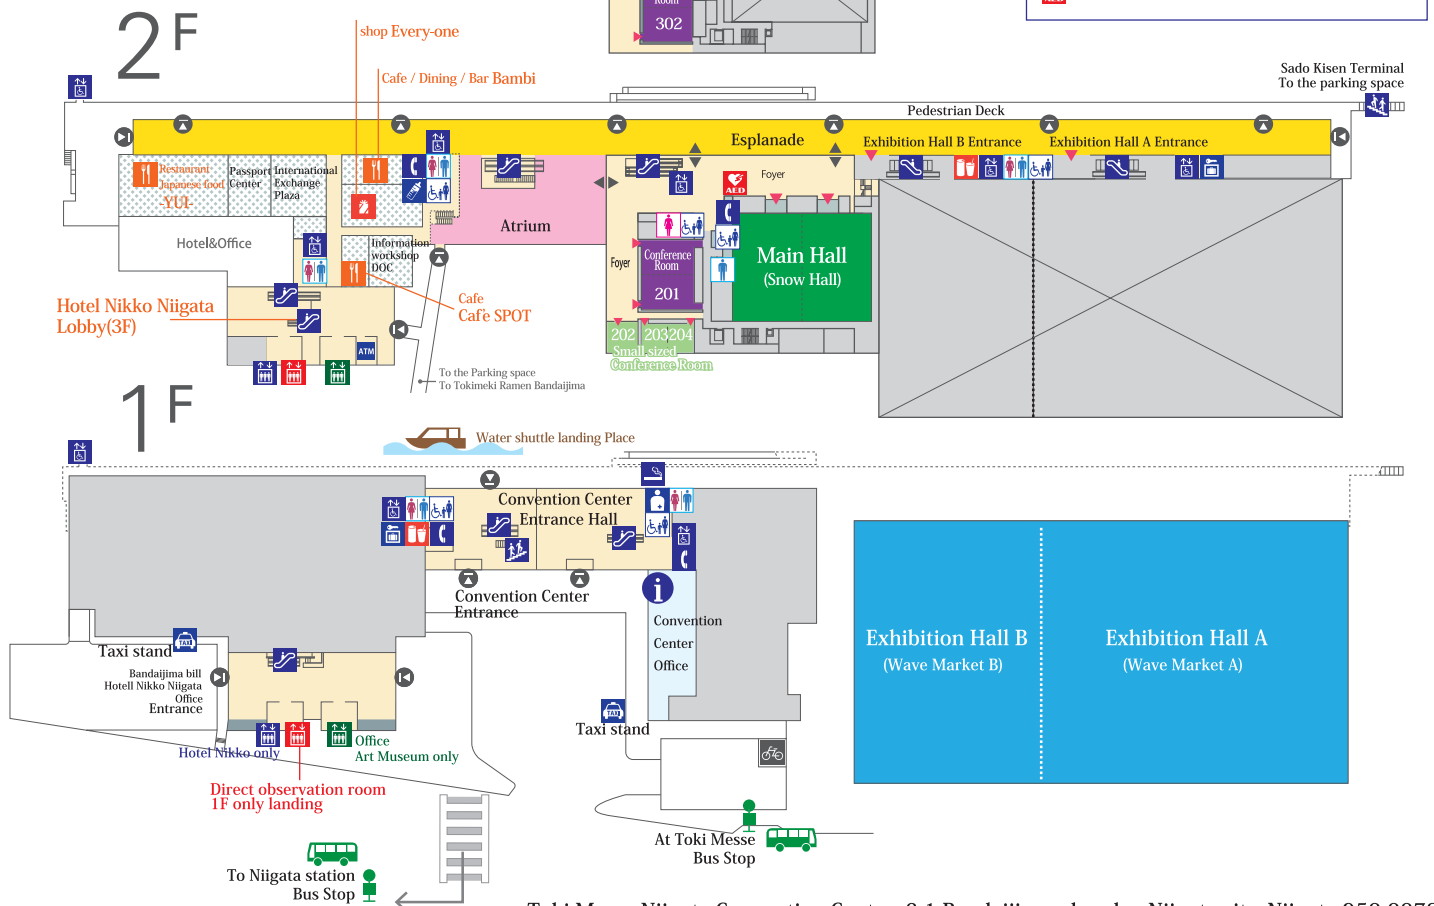 2F
Room
302
shop Every-one
Cafe / Dining / Bar Bambi
Sado Kisen Terminal
To the parking space
Pedestrian Deck
Esplanade
Exhibition Hall B Entrance
Exhibition Hall A Entrance
Restaurant
Japanese food
-YUI-
Passport
Center
International
Exchange
Plaza
AED
Foyer
Atrium
Hotel&Office
Information
workshop
DOC
Foyer
Conference
Room
201
Main Hall
(Snow Hall)
Hotel Nikko Niigata
Lobby(3F)
Cafe
Cafe SPOT
202
203
204
Small sized
Conference Room
ATM
To the Parking space
To Tokimeki Ramen Bandaijima
1F
Water shuttle landing Place
Convention Center
Entrance Hall
Convention Center
Entrance
i
Convention
Center
Office
Exhibition Hall B
(Wave Market B)
Exhibition Hall A
(Wave Market A)
TAXI
Taxi stand
Bandaijima bill
Hotell Nikko Niigata
Office
Entrance
TAXI
Taxi stand
Hotel Nikko only
Office
Art Museum only
Direct observation room
1F only landing
At Toki Messe
Bus Stop
To Niigata station
Bus Stop